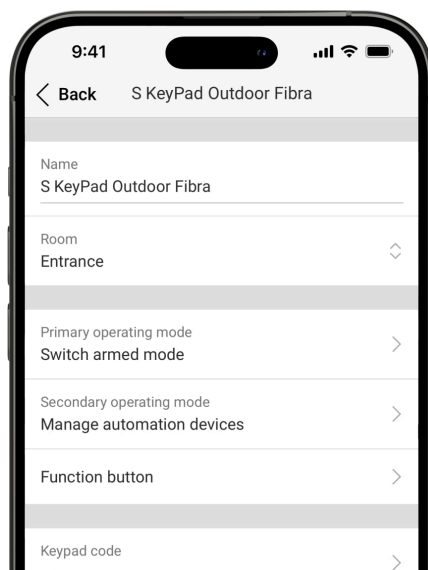 9:41
Back
S KeyPad Outdoor Fibra
Name
S KeyPad Outdoor Fibra
Room
Entrance
Primary operating mode
Switch armed mode
Secondary operating mode
Manage automation devices
Function button
Keypad code